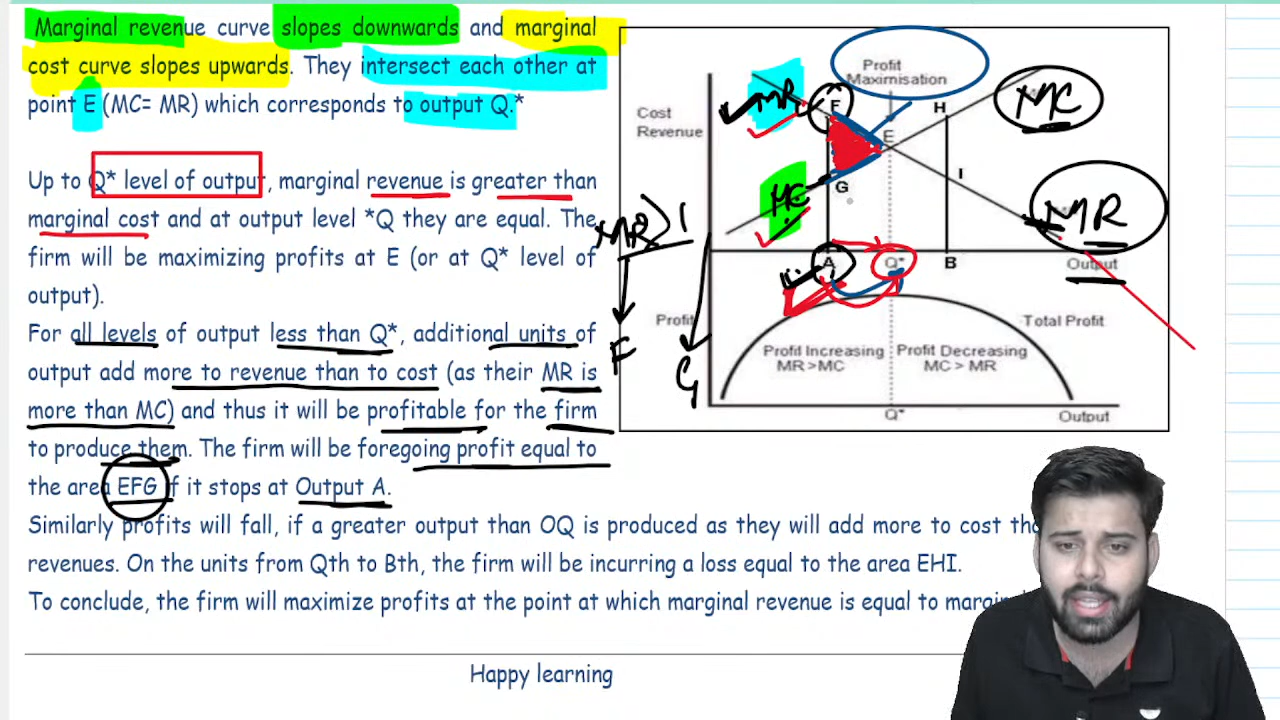 Marginal revenue curve slopes downwards and marginal
cost curve slopes upwards. They intersect each other at
point E (MC= MR) which corresponds to output Q.*
Up to Q* level of output, marginal revenue is greater than
marginal cost and at output level *Q they are equal. The
firm will be maximizing profits at E (or at Q* level of
output).
For all levels of output less than Q*, additional units of
output add more to revenue than to cost (as their MR is
more than MC) and thus it will be profitable for the firm
to produce them. The firm will be foregoing profit equal to
the area EFG if it stops at Output A.
Similarly profits will fall, if a greater output than OQ is produced as they will add more to cost
revenues. On the units from Qth to Bth, the firm will be incurring a loss equal to the area EHI.
To conclude, the firm will maximize profits at the point at which marginal revenue is equal to
Happy learning
Profit
Maximisation
Cost
Revenue
MR
F
H
MC
E
G
I
MC
MR
MR
A
Q*
B
Output
F
G
Profit
Total Profit
Profit Increasing
MR>MC
Profit Decreasing
MC > MR
Q*
Output